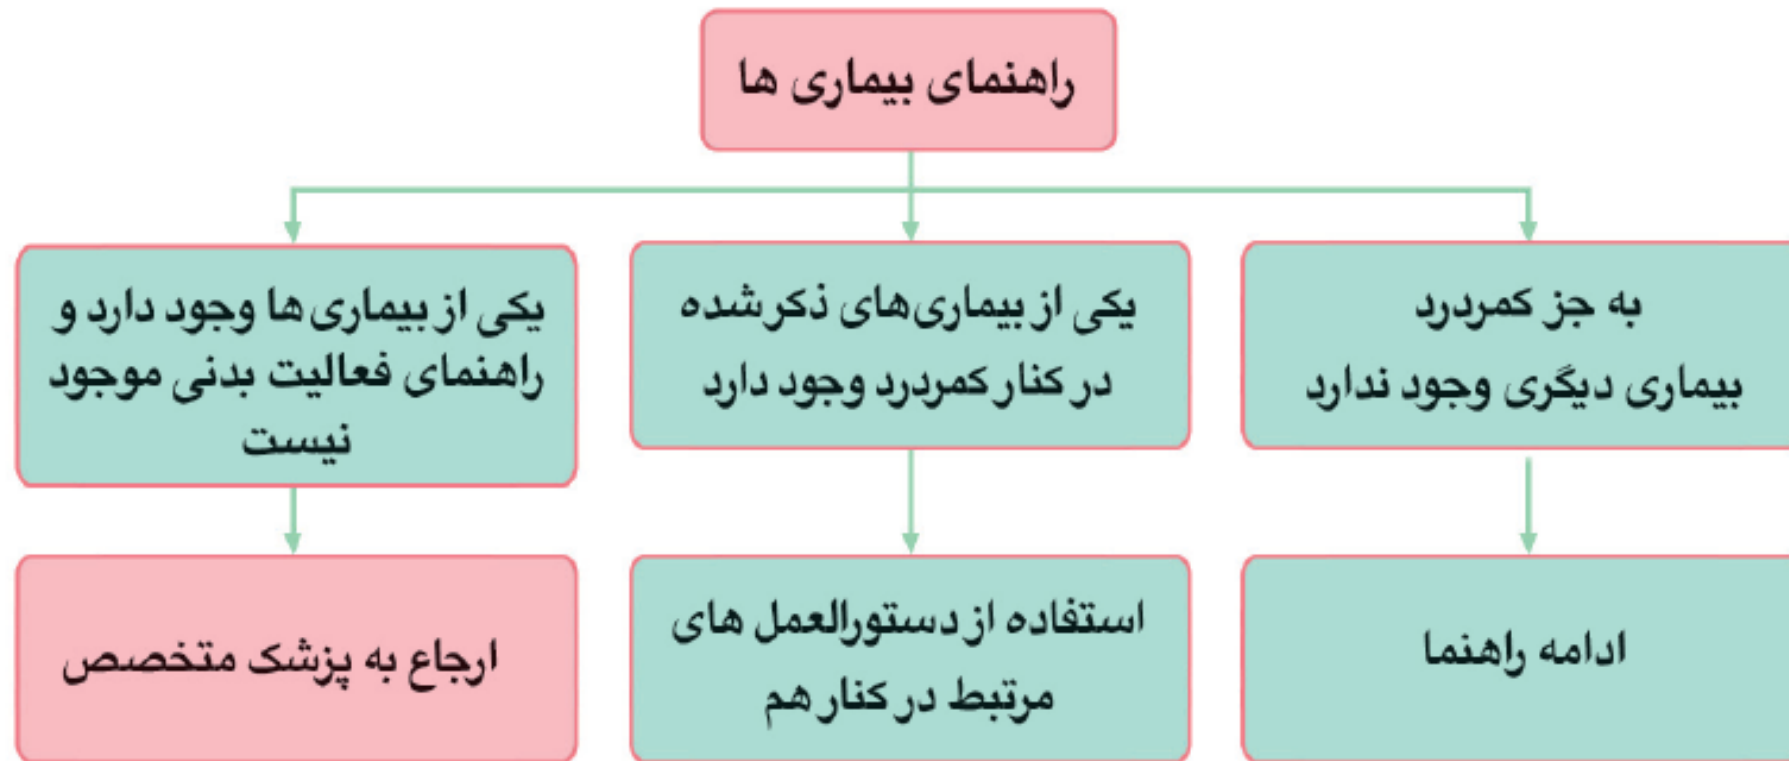 راهنمای بیماری ها
به جز کمردرد
بیماری دیگری وجود ندارد
یکی از بیماری‌های ذکر شده
در کنار کمردرد وجود دارد
یکی از بیماری ها وجود دارد و
راهنمای فعالیت بدنی موجود
نیست
ادامه راهنما
استفاده از دستورالعمل های
مرتبط در کنار هم
ارجاع به پزشک متخصص